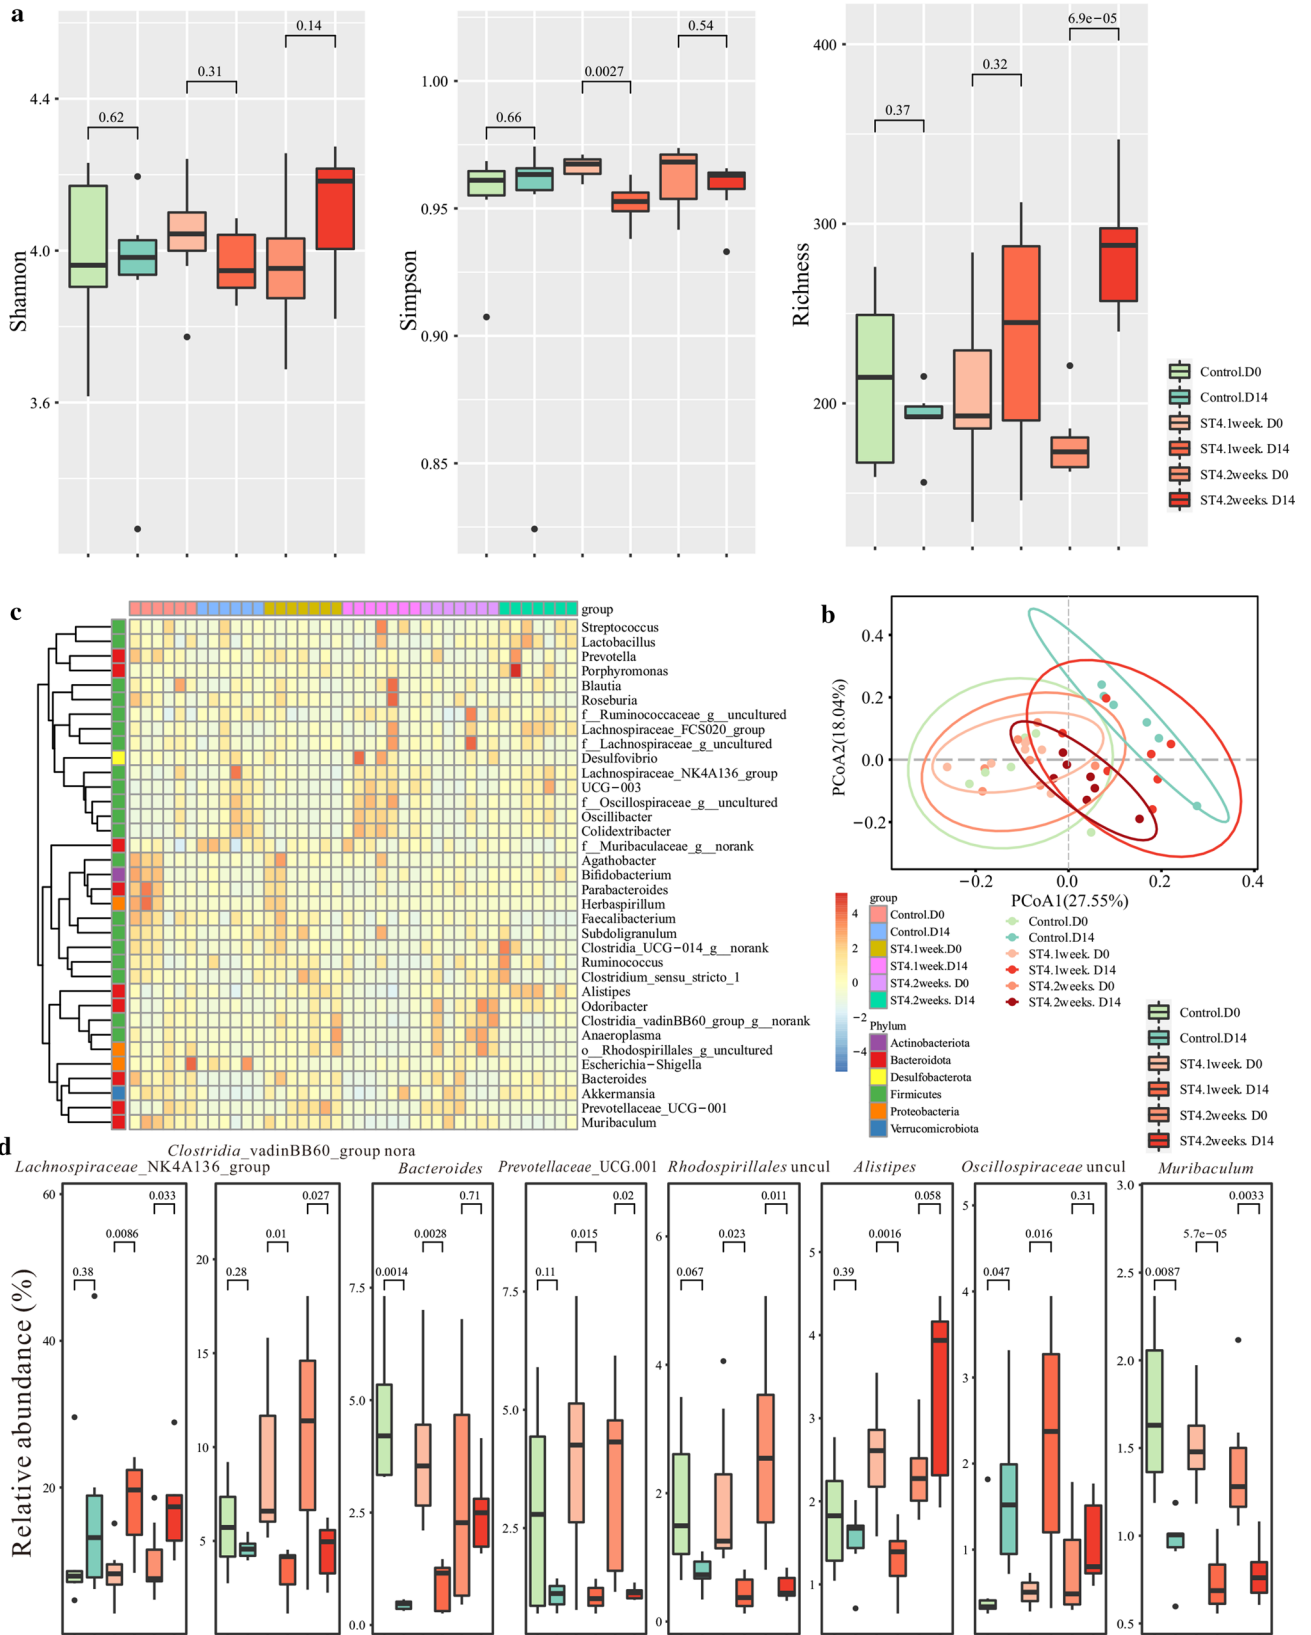 a
0.62
0.31
0.14
4.4
4.0
3.6
Shannon
0.66
0.0027
0.54
1.00
0.95
0.90
0.85
Simpson
0.37
0.32
6.9e−05
400
300
200
Richness
Control.D0
Control.D14
ST4.1week. D0
ST4.1week. D14
ST4.2weeks. D0
ST4.2weeks. D14
c
group
Streptococcus
Lactobacillus
Prevotella
Porphyromonas
Blautia
Roseburia
f__Ruminococcaceae_g__uncultured
Lachnospiraceae_FCS020_group
f__Lachnospiraceae_g_uncultured
Desulfovibrio
Lachnospiraceae_NK4A136_group
UCG−003
f__Oscillospiraceae_g__uncultured
Oscillibacter
Colidextribacter
f__Muribaculaceae_g__norank
Agathobacter
Bifidobacterium
Parabacteroides
Herbaspirillum
Faecalibacterium
Subdoligranulum
Clostridia_UCG−014_g__norank
Ruminococcus
Clostridium_sensu_stricto_1
Alistipes
Odoribacter
Clostridia_vadinBB60_group_g__norank
Anaeroplasma
o__Rhodospirillales_g_uncultured
Escherichia−Shigella
Bacteroides
Akkermansia
Prevotellaceae_UCG−001
Muribaculum
4
2
0
−2
−4
group
Control.D0
Control.D14
ST4.1week.D0
ST4.1week.D14
ST4.2weeks. D0
ST4.2weeks. D14
Phylum
Actinobacteriota
Bacteroidota
Desulfobacterota
Firmicutes
Proteobacteria
Verrucomicrobiota
b
0.4
0.2
0.0
−0.2
PCoA2(18.04%)
−0.2
0.0
0.2
0.4
PCoA1(27.55%)
Control.D0
Control.D14
ST4.1week. D0
ST4.1week. D14
ST4.2weeks. D0
ST4.2weeks. D14
Control.D0
Control.D14
ST4.1week. D0
ST4.1week. D14
ST4.2weeks. D0
ST4.2weeks. D14
d
Relative abundance (%)
Lachnospiraceae_NK4A136_group
60
40
20
0.38
0.0086
0.033
Clostridia_vadinBB60_group nora
20
15
10
5
0.28
0.01
0.027
Bacteroides
7.5
5.0
2.5
0.0
0.0014
0.0028
0.71
Prevotellaceae_UCG.001
7.5
5.0
2.5
0.11
0.015
0.02
Rhodospirillales uncul
6
4
2
0
0.067
0.023
0.011
Alistipes
5
4
3
2
1
0.39
0.0016
0.058
Oscillospiraceae uncul
5
4
3
2
1
0.047
0.016
0.31
Muribaculum
3.0
2.5
2.0
1.5
1.0
0.5
0.0087
5.7e−05
0.0033